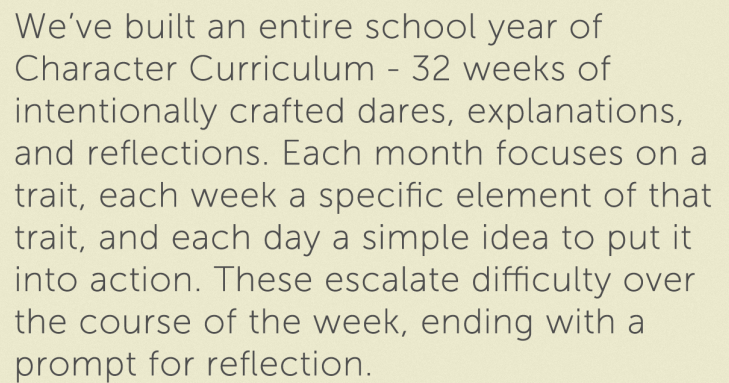 We’ve built an entire school year of
Character Curriculum - 32 weeks of
intentionally crafted dares, explanations,
and reflections. Each month focuses on a
trait, each week a specific element of that
trait, and each day a simple idea to put it
into action. These escalate difficulty over
the course of the week, ending with a
prompt for reflection.